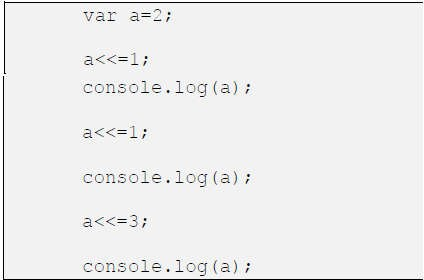 var a=2;
a<<=1;
console.log(a);
a<<=1;
console.log(a);
a<<=3;
console.log(a);